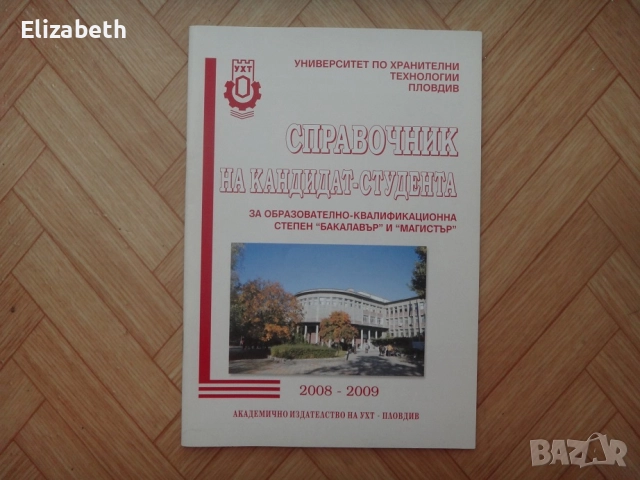 Elizabeth
УХТ
УНИВЕРСИТЕТ ПО ХРАНИТЕЛНИ
ТЕХНОЛОГИИ
ПЛОВДИВ
СПРАВОЧНИК
НА КАНДИДАТ-СТУДЕНТА
ЗА ОБРАЗОВАТЕЛНО-КВАЛИФИКАЦИОННА
СТЕПЕН "БАКАЛАВЪР" И "МАГИСТЪР"
2008 - 2009
АКАДЕМИЧНО ИЗДАТЕЛСТВО НА УХТ - ПЛОВДИВ
BAZAR